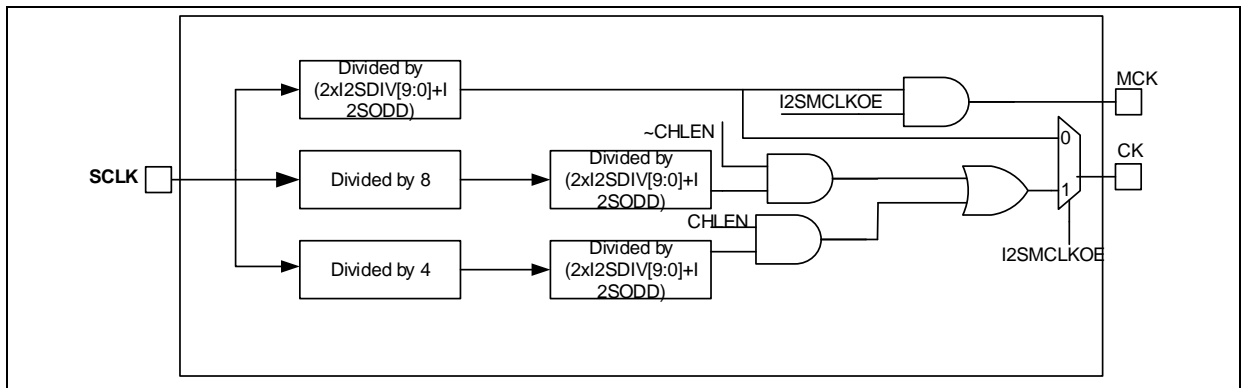 Divided by
(2xI2SDIV[9:0]+I
2SODD)
I2SMCLKOE
MCK
~CHLEN
0
CK
SCLK
Divided by 8
Divided by
(2xI2SDIV[9:0]+I
2SODD)
1
CHLEN
I2SMCLKOE
Divided by 4
Divided by
(2xI2SDIV[9:0]+I
2SODD)